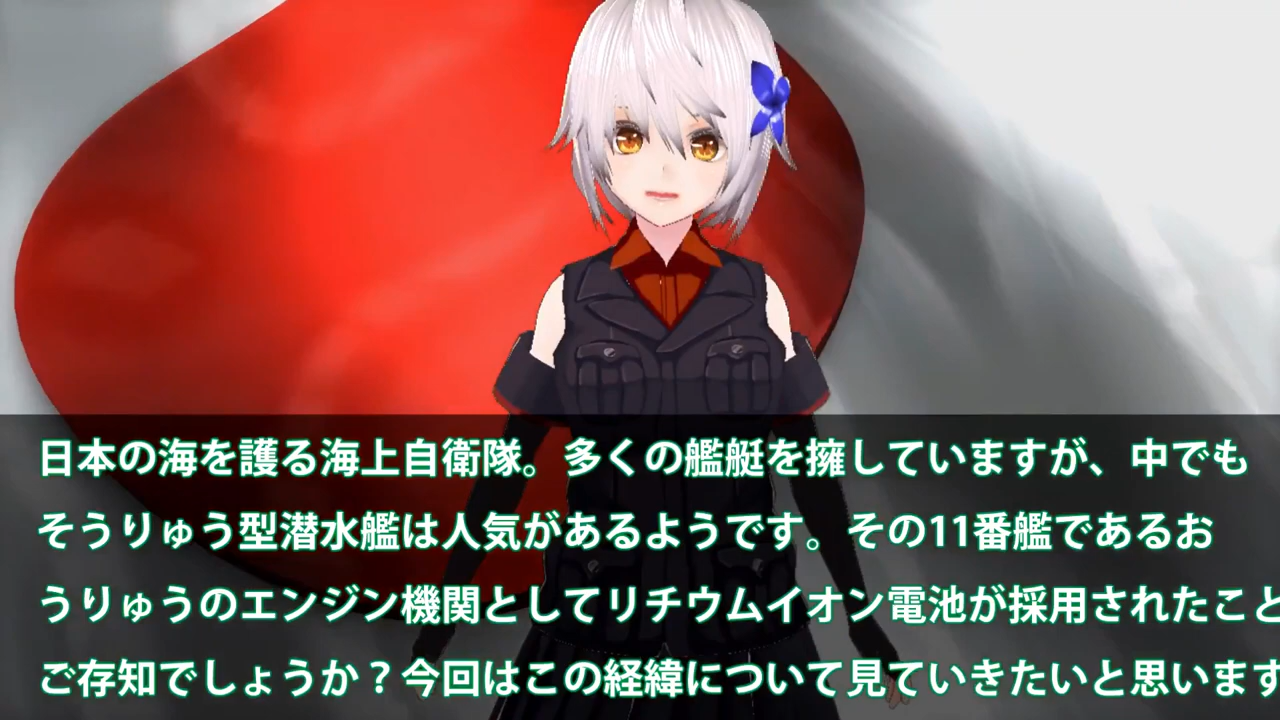 日本の海を護る海上自衛隊。多くの艦艇を擁していますが、中でも
そうりゅう型潜水艦は人気があるようです。その11番艦であるお
うりゅうのエンジン機関としてリチウムイオン電池が採用されたこと
ご存知でしょうか？今回はこの経緯について見ていきたいと思います